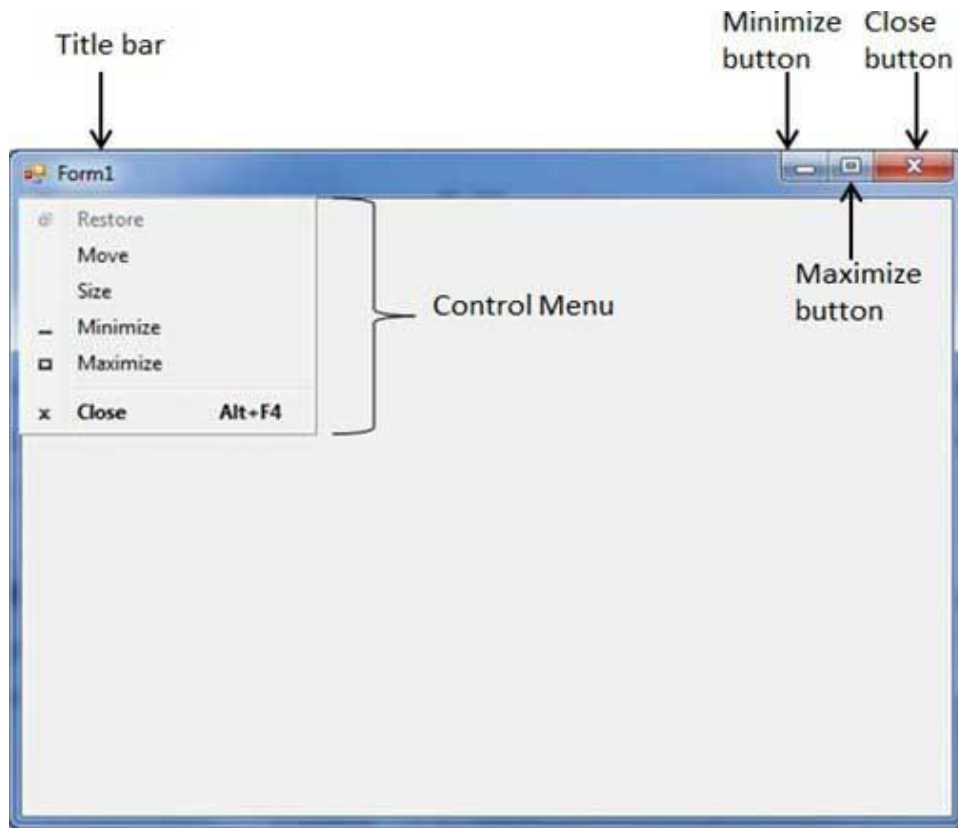 Title bar
Minimize
button
Close
button
Form1
Restore
Move
Size
Minimize
Maximize
Close Alt+F4
Control Menu
Maximize
button